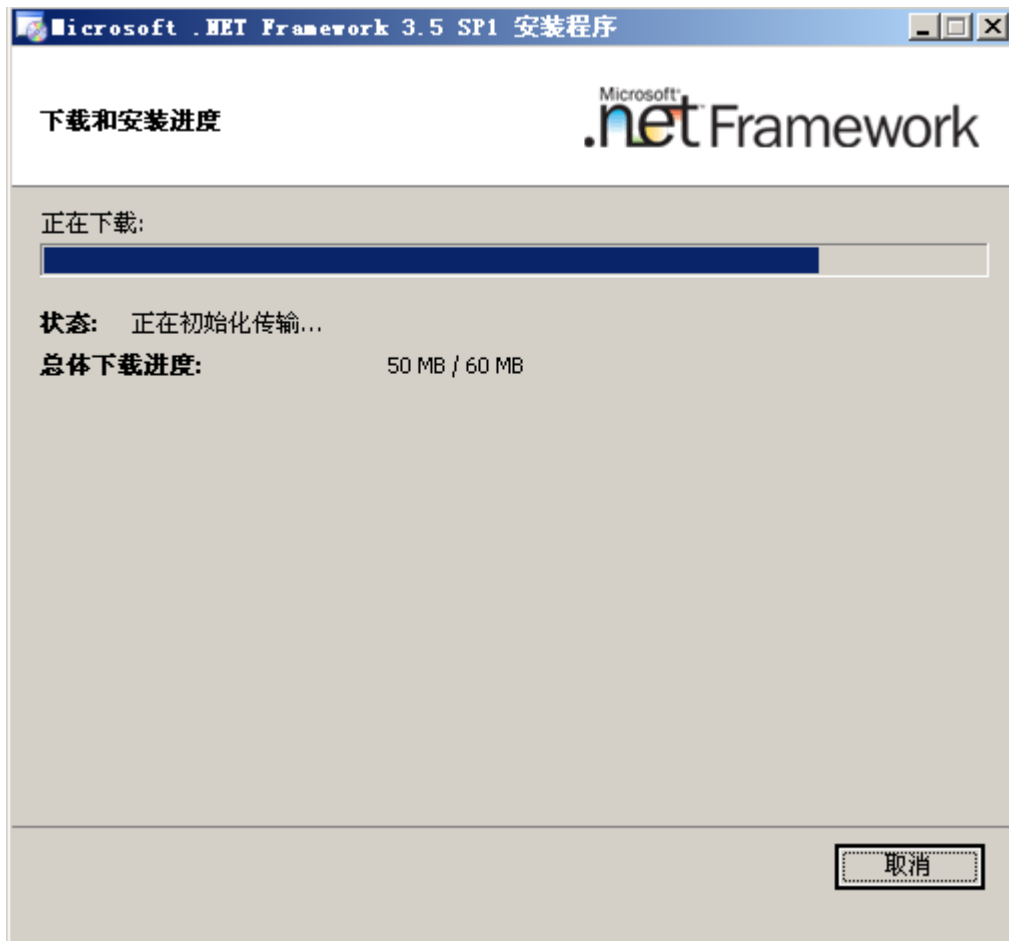 Microsoft .NET Framework 3.5 SP1 安装程序
下载和安装进度
Microsoft
.net Framework
正在下载:
状态: 正在初始化传输...
总体下载进度: 50 MB / 60 MB
取消